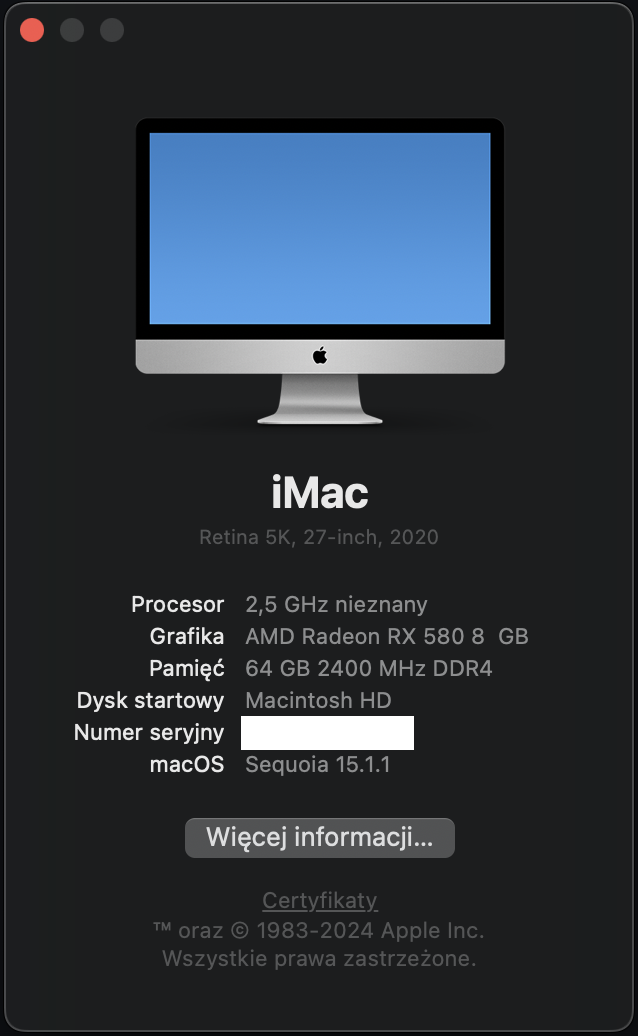 iMac
Retina 5K, 27-inch, 2020
Procesor 2,5 GHz nieznany
Grafika AMD Radeon RX 580 8  GB
Pamięć 64 GB 2400 MHz DDR4
Dysk startowy Macintosh HD
Numer seryjny
macOS Sequoia 15.1.1
Więcej informacji...
Certyfikaty
™ oraz © 1983-2024 Apple Inc.
Wszystkie prawa zastrzeżone.